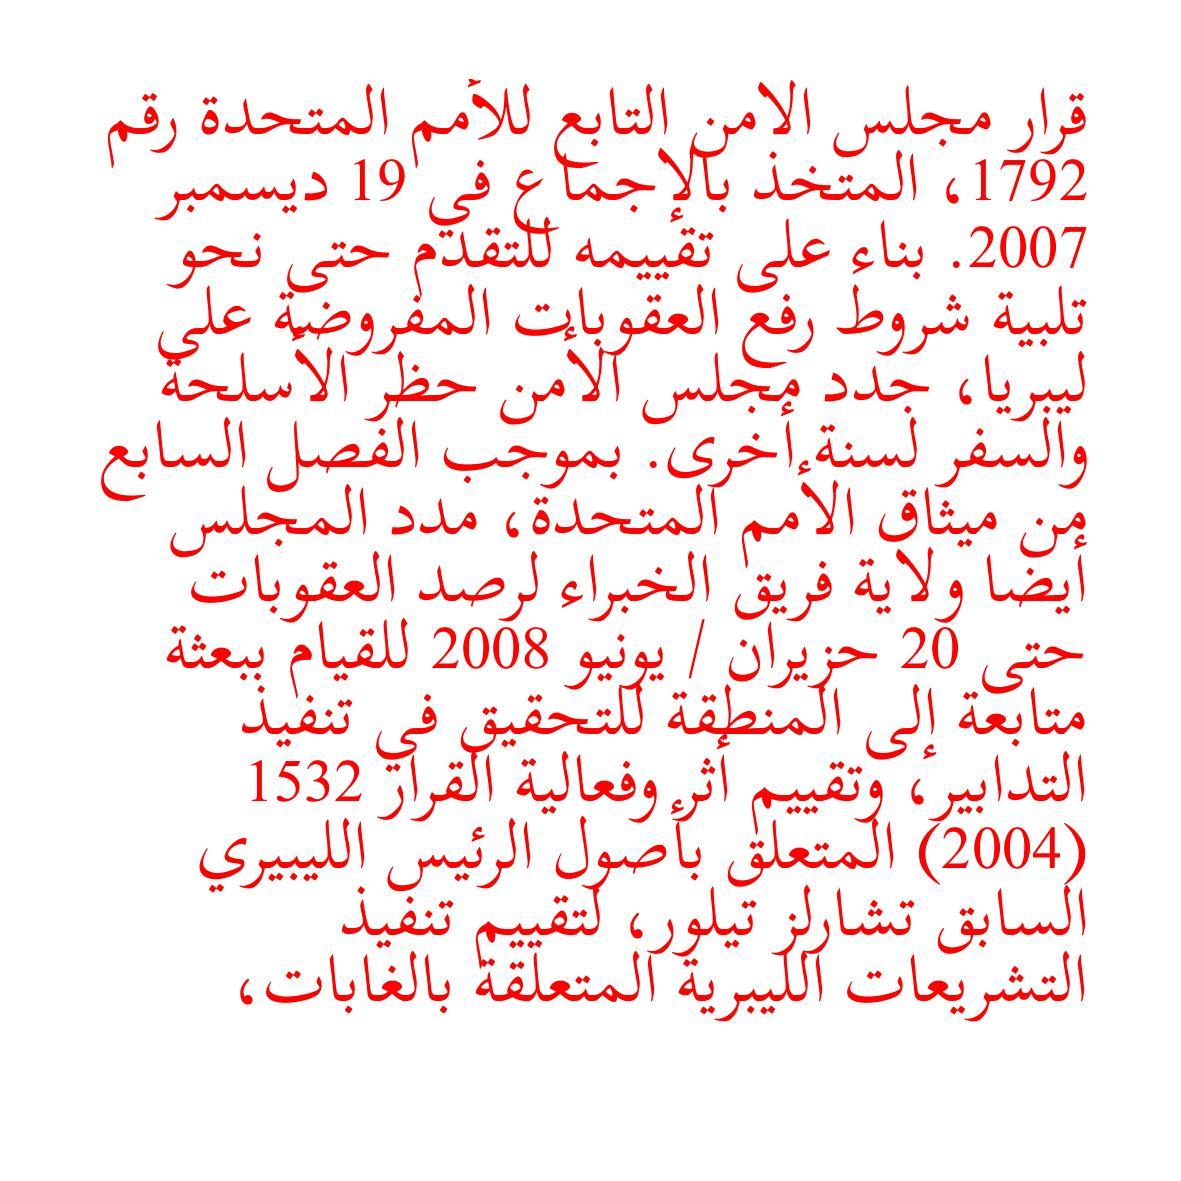 قرار مجلس الامن التابع للأمم المتحدة رقم
1792، المتخذ بالإجماع في 19 ديسمبر
2007. بناء على تقييمه للتقدم حتى نحو
تلبية شروط رفع العقوبات المفروضة على
ليبريا، جدد مجلس الأمن حظر الأسلحة
والسفر لسنة أخرى. بموجب الفصل السابع
من ميثاق الأمم المتحدة، مدد المجلس
أيضا ولاية فريق الخبراء لرصد العقوبات
حتى 20 حزيران / يونيو 2008 للقيام ببعثة
متابعة إلى المنطقة للتحقيق في تنفيذ
التدابير، وتقييم أثر وفعالية القرار 1532
(2004) المتعلق بأصول الرئيس الليبيري
السابق تشارلز تيلور، لتقييم تنفيذ
التشريعات الليبرية المتعلقة بالغابات،